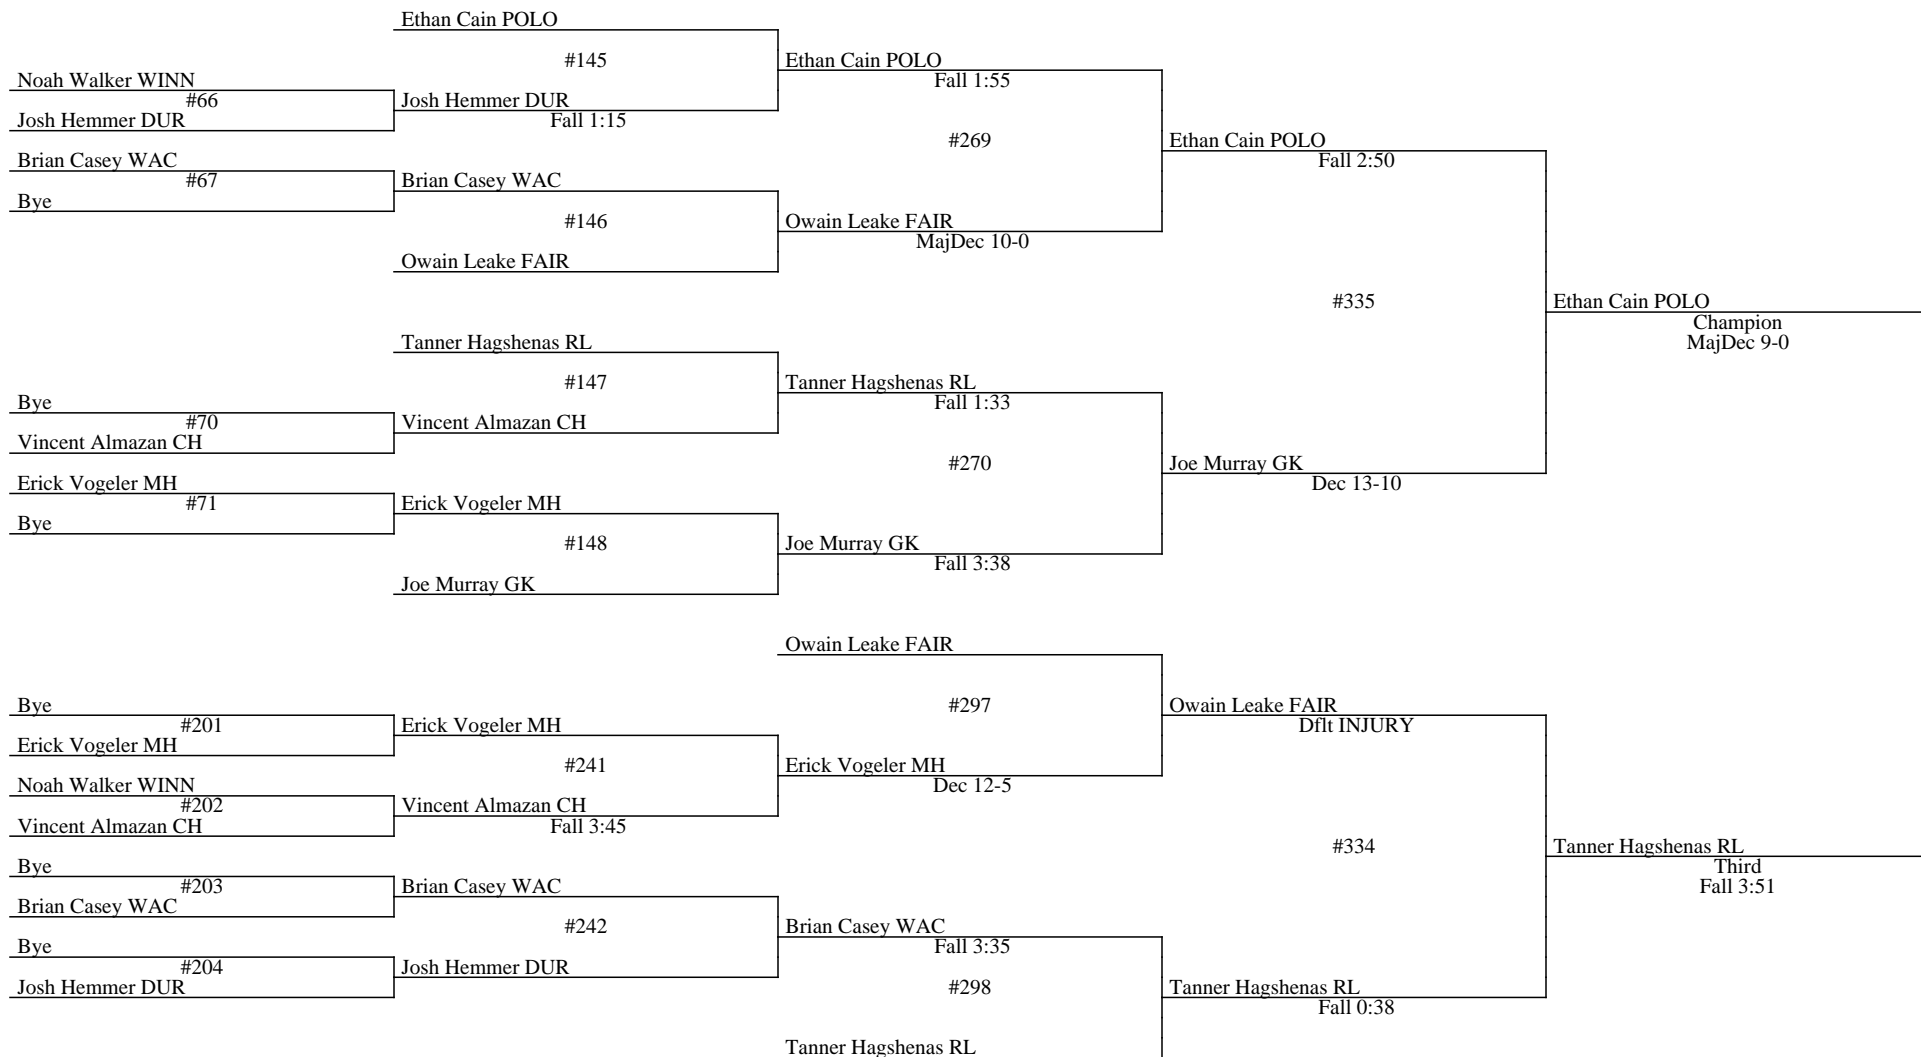 Ethan Cain POLO
#145
Ethan Cain POLO
Fall 1:55
Noah Walker WINN
#66
Josh Hemmer DUR
Josh Hemmer DUR
Fall 1:15
#269
Ethan Cain POLO
Fall 2:50
Brian Casey WAC
#67
Bye
Brian Casey WAC
#146
Owain Leake FAIR
MajDec 10-0
Owain Leake FAIR
#335
Ethan Cain POLO
Champion
MajDec 9-0
Tanner Hagshenas RL
#147
Tanner Hagshenas RL
Fall 1:33
Bye
#70
Vincent Almazan CH
Vincent Almazan CH
#270
Joe Murray GK
Dec 13-10
Erick Vogeler MH
#71
Bye
Erick Vogeler MH
#148
Joe Murray GK
Fall 3:38
Joe Murray GK
Owain Leake FAIR
#297
Owain Leake FAIR
Dflt INJURY
Bye
#201
Erick Vogeler MH
Erick Vogeler MH
#241
Erick Vogeler MH
Dec 12-5
Noah Walker WINN
#202
Vincent Almazan CH
Vincent Almazan CH
Fall 3:45
#334
Tanner Hagshenas RL
Third
Fall 3:51
Bye
#203
Brian Casey WAC
Brian Casey WAC
#242
Brian Casey WAC
Fall 3:35
Bye
#204
Josh Hemmer DUR
Josh Hemmer DUR
#298
Tanner Hagshenas RL
Fall 0:38
Tanner Hagshenas RL